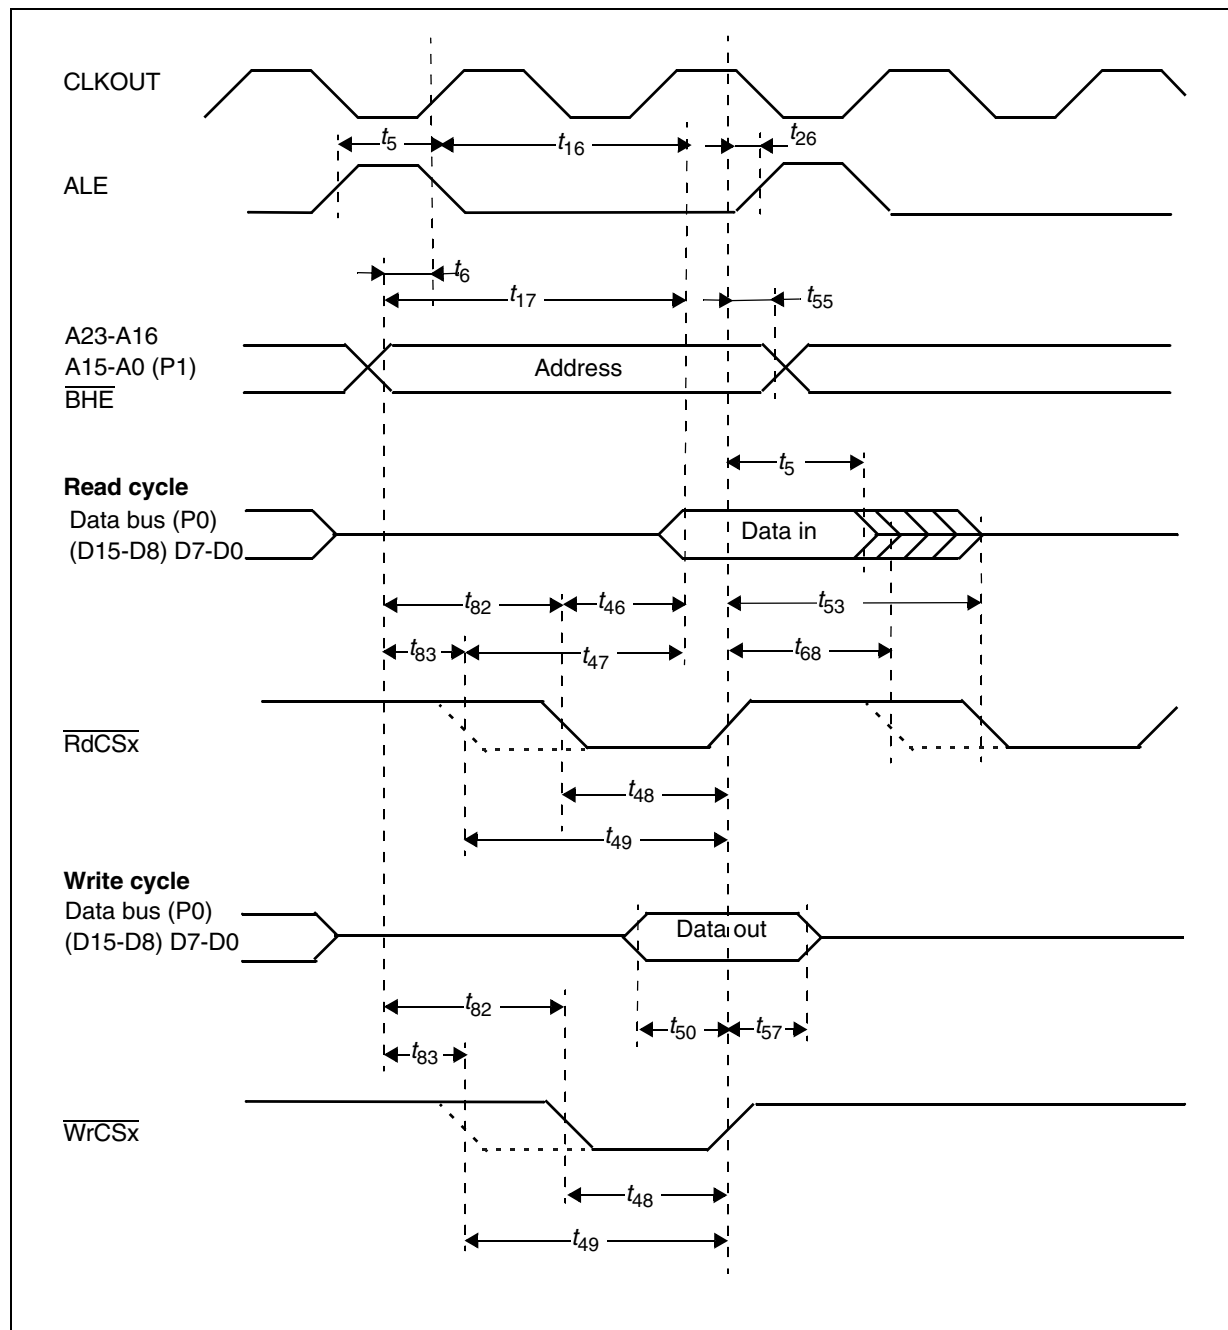 CLKOUT
t5
t16
t26
ALE
t6
t17
t55
A23-A16
A15-A0 (P1)
BHE
Address
t5
Read cycle
Data bus (P0)
(D15-D8) D7-D0
Data in
t82
t46
t53
t83
t47
t68
RdCSx
t48
t49
Write cycle
Data bus (P0)
(D15-D8) D7-D0
Data out
t82
t50
t57
t83
WrCSx
t48
t49